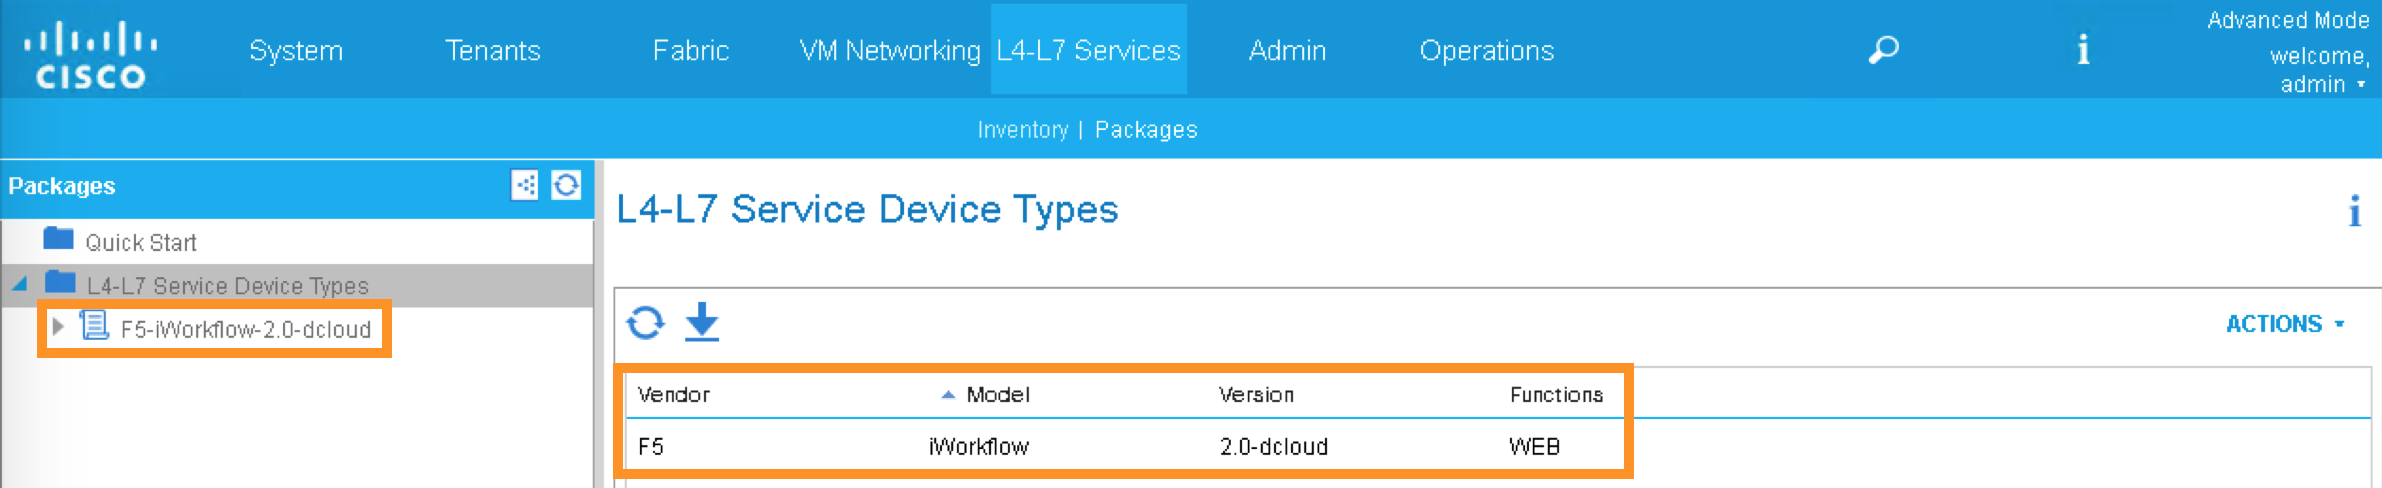 CISCO
System Tenants Fabric VM Networking L4-L7 Services Admin Operations
Advanced Mode
welcome,
admin
Inventory | Packages
Packages
Quick Start
L4-L7 Service Device Types
F5-iWorkflow-2.0-dcloud
L4-L7 Service Device Types
ACTIONS
Vendor Model Version Functions
F5 iWorkflow 2.0-dcloud WEB